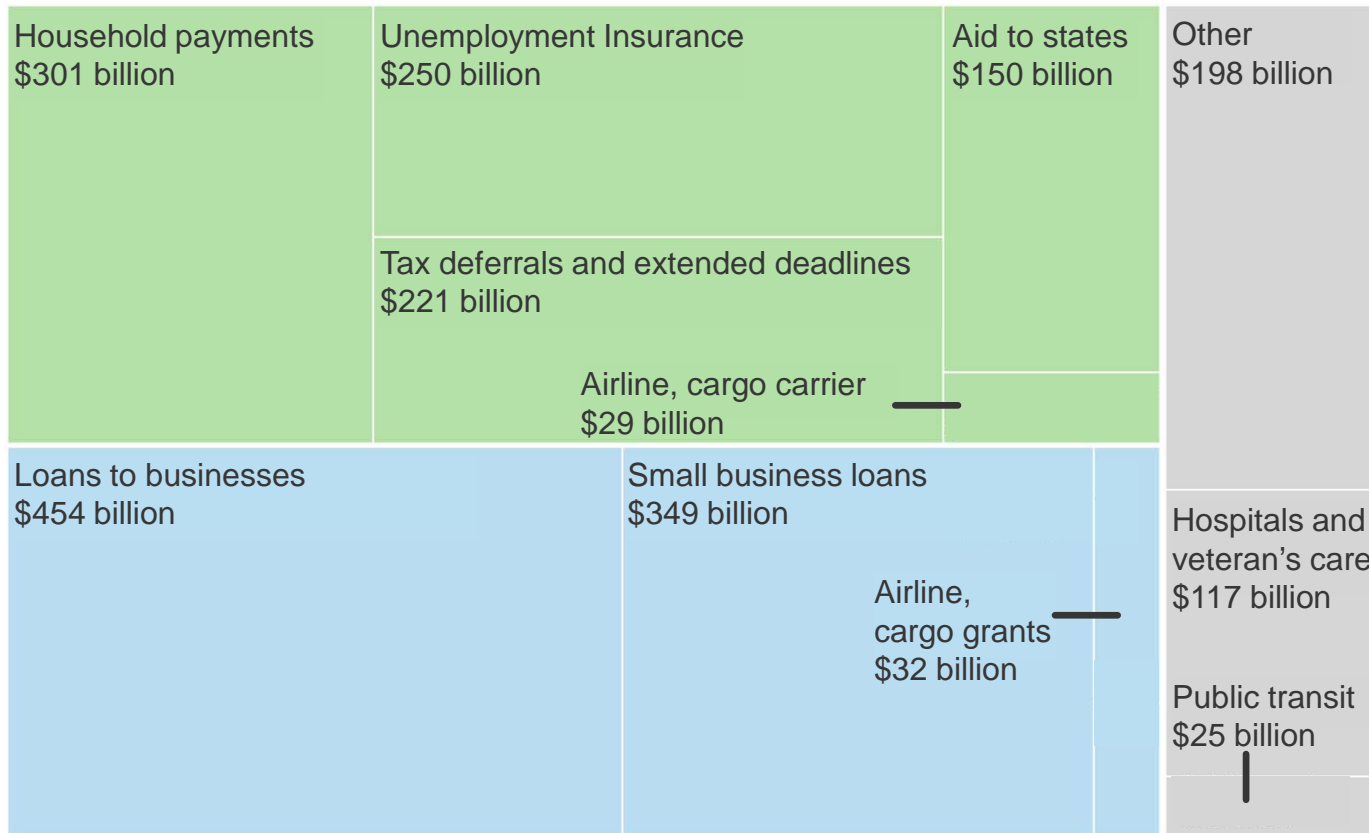 Household payments
$301 billion
Unemployment Insurance
$250 billion
Aid to states
$150 billion
Other
$198 billion
Tax deferrals and extended deadlines
$221 billion
Airline, cargo carrier
$29 billion
Loans to businesses
$454 billion
Small business loans
$349 billion
Airline,
cargo grants
$32 billion
Hospitals and
veteran’s care
$117 billion
Public transit
$25 billion